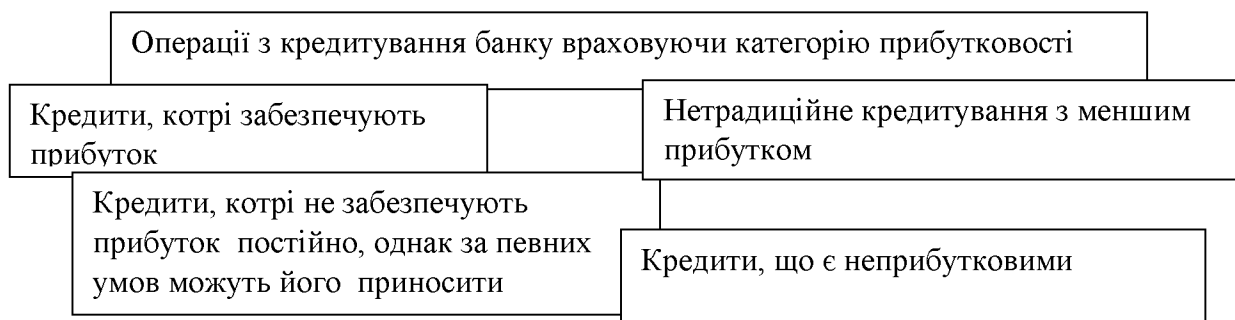 Операції з кредитування банку враховуючи категорію прибутковості
Кредити, котрі забезпечують
прибуток
Нетрадиційне кредитування з меншим
прибутком
Кредити, котрі не забезпечують
прибуток постійно, однак за певних
умов можуть його приносити
Кредити, що є неприбутковими